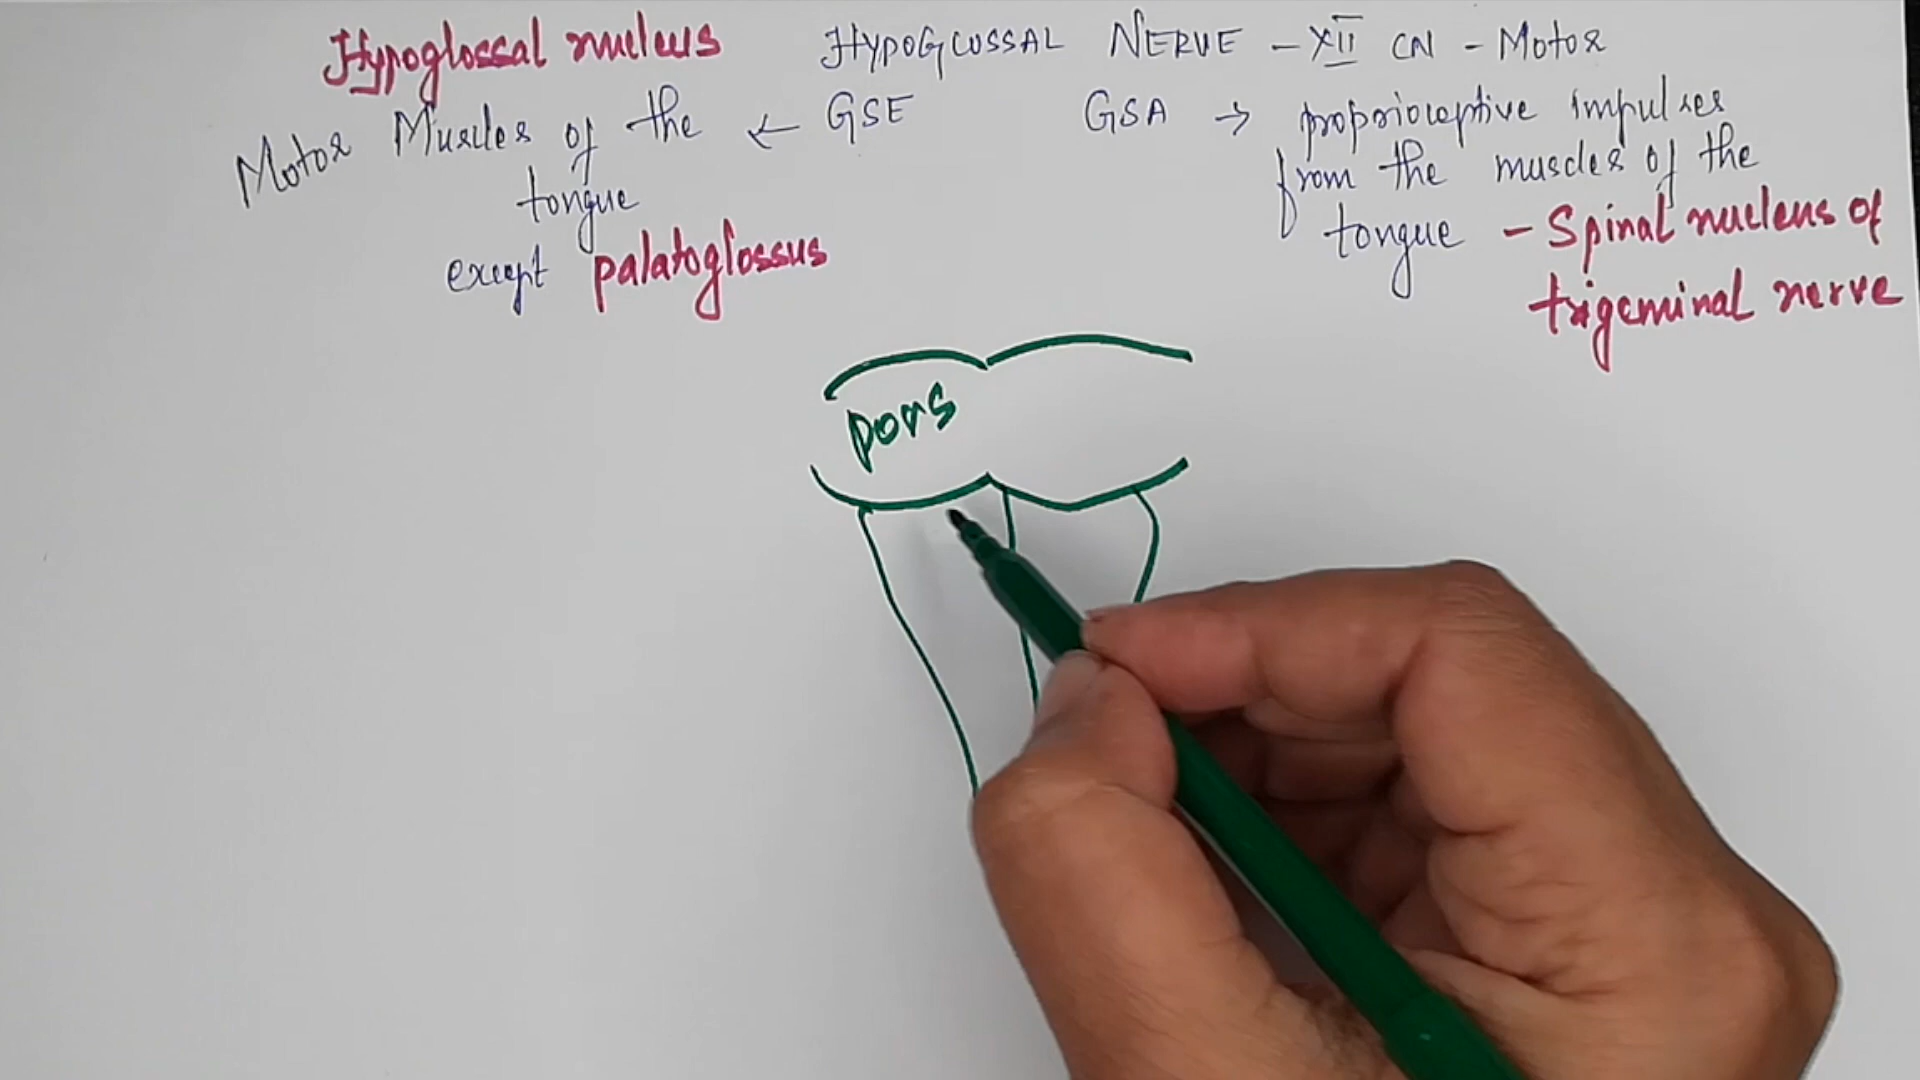 Hypoglossal nucleus HYPOGLOSSAL NERVE - XII CN - Motor
Motor Muscles of the ← GSE GSA → proprioceptive impulses
tongue from the muscles of the
except palatoglossus tongue - Spinal nucleus of
trigeminal nerve
pons